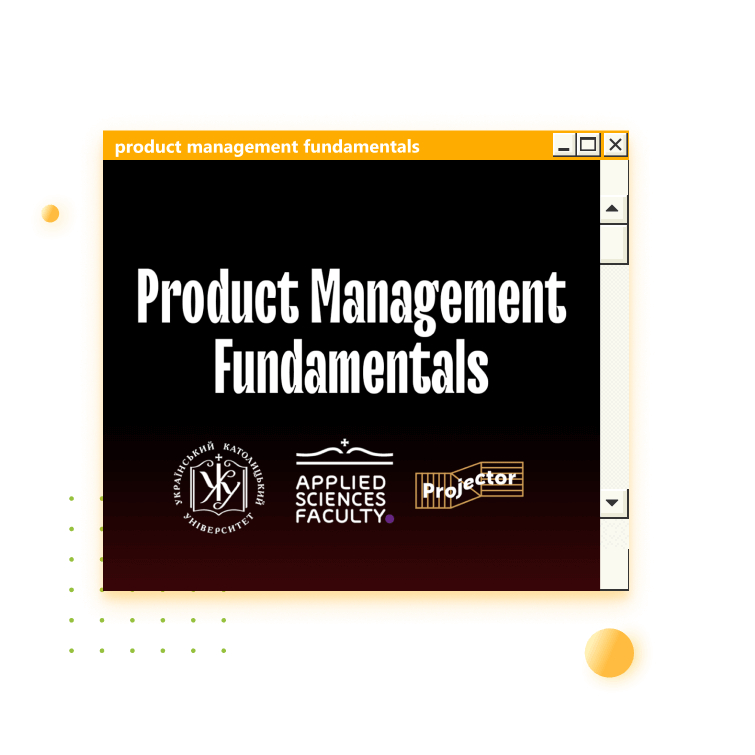 product management fundamentals
Product Management
Fundamentals
УКРАЇНСЬКИЙ КАТОЛИЦЬКИЙ
УНІВЕРСИТЕТ
УКУ
APPLIED
SCIENCES
FACULTY
Projector